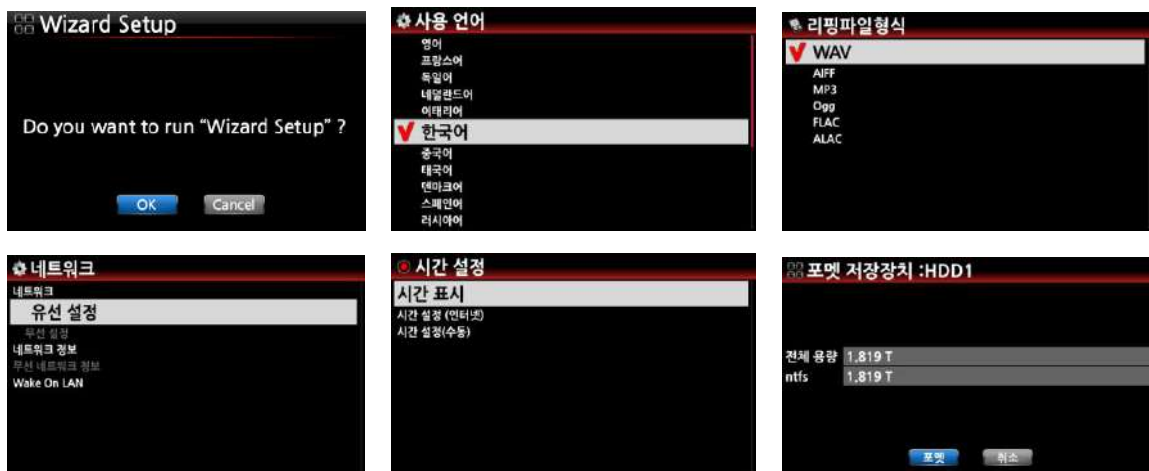 Wizard Setup
Do you want to run “Wizard Setup” ?
OK
Cancel
사용 언어
영어
프랑스어
독일어
네덜란드어
이태리어
한국어
중국어
태국어
덴마크어
스페인어
러시아어
리핑파일형식
WAV
AIFF
MP3
Ogg
FLAC
ALAC
네트워크
네트워크
유선 설정
무선 설정
네트워크 정보
무선 네트워크 정보
Wake On LAN
시간 설정
시간 표시
시간 설정 (인터넷)
시간 설정(수동)
포멧 저장장치 :HDD1
전체 용량 1.819 T
ntfs 1.819 T
포멧
취소